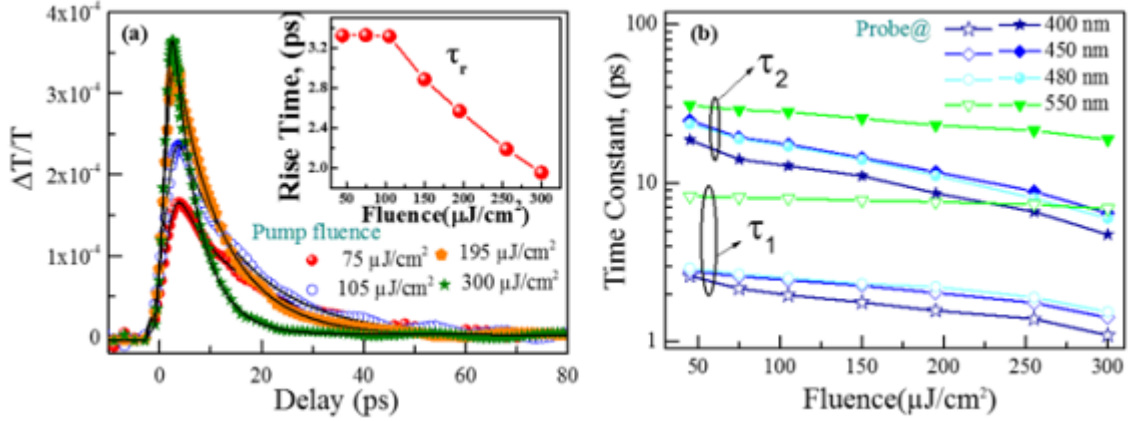 (a)
ΔT/T
4x10⁻⁴
3x10⁻⁴
2x10⁻⁴
1x10⁻⁴
0
0 20 40 60 80
Delay (ps)
Pump fluence
75 µJ/cm²
105 µJ/cm²
195 µJ/cm²
300 µJ/cm²
Rise Time, (ps)
3.6
3.2
2.8
2.4
2.0
τr
50 100 150 200 250 300
Fluence(µJ/cm²)
(b)
Time Constant, (ps)
100
10
1
Probe@
400 nm
450 nm
480 nm
550 nm
τ2
τ1
50 100 150 200 250 300
Fluence(µJ/cm²)